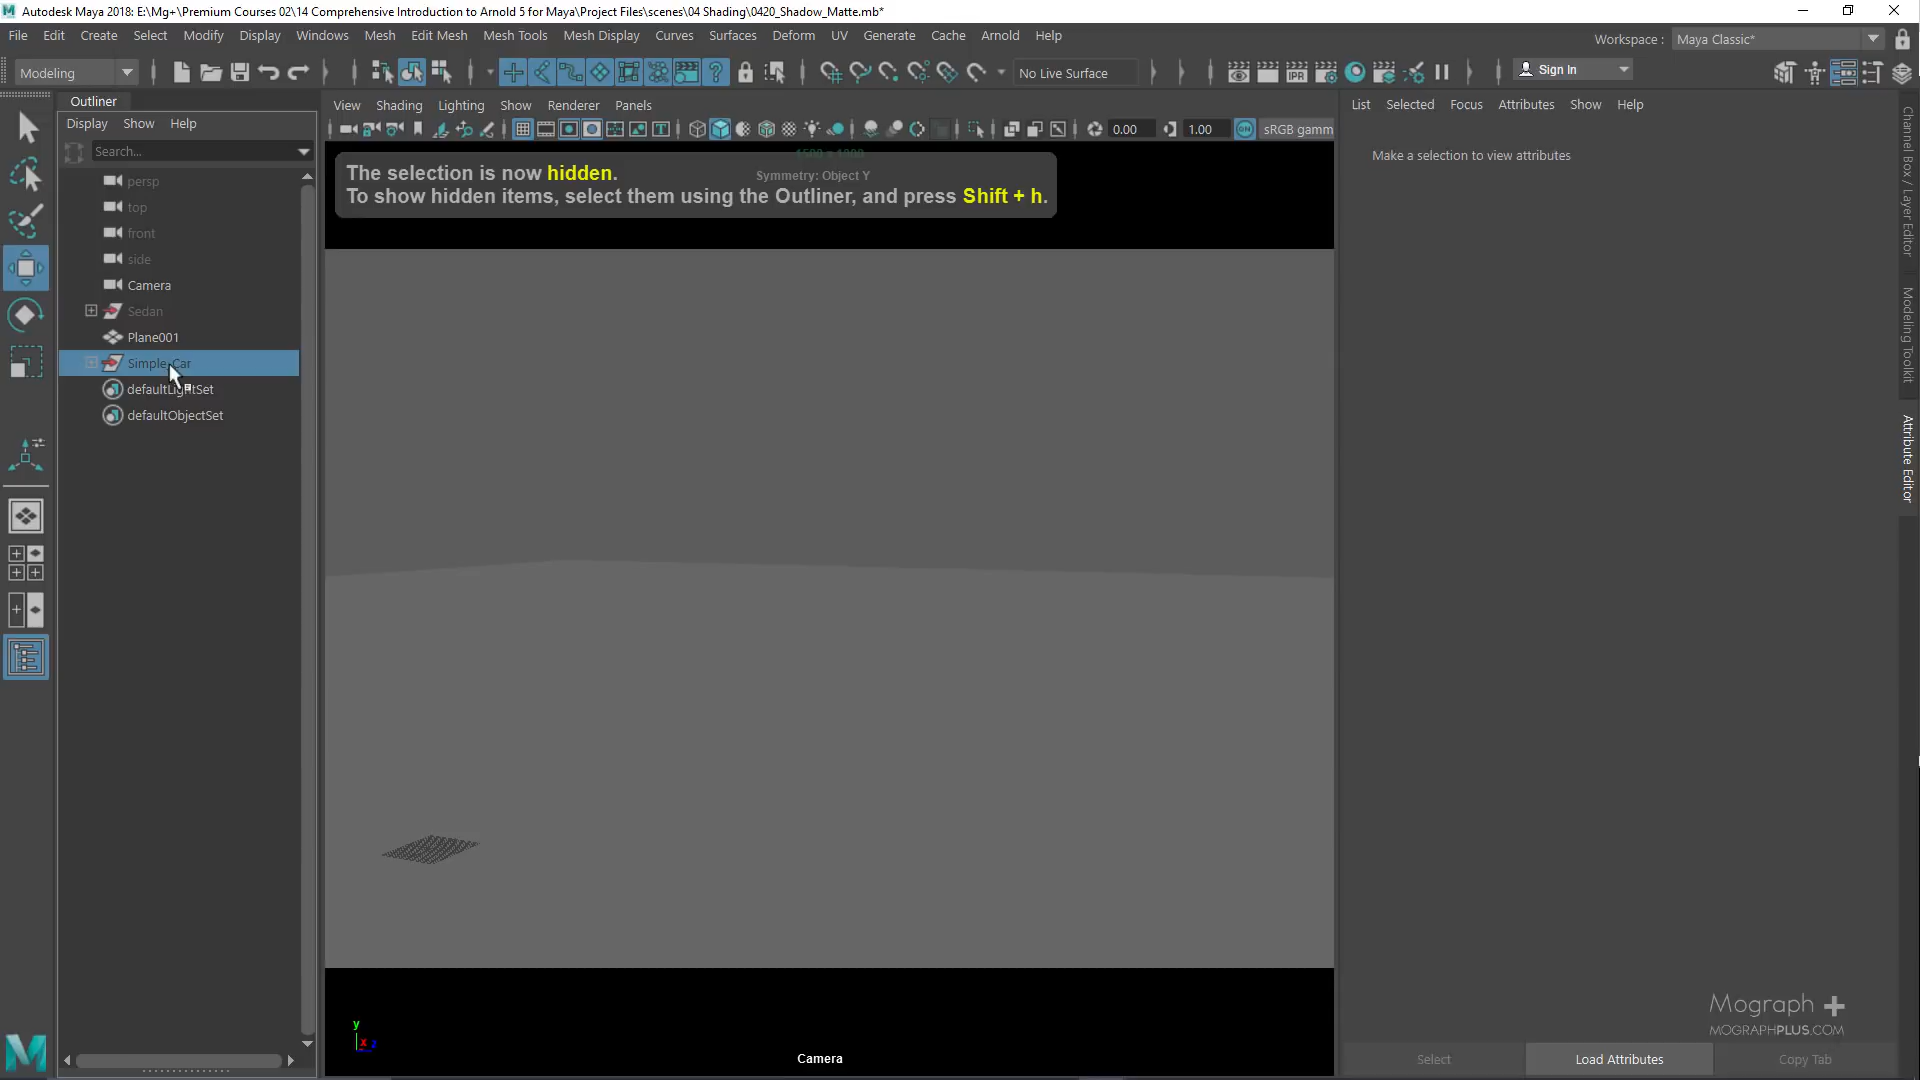 Autodesk Maya 2018: E:\Mg+\Premium Courses 02\14 Comprehensive Introduction to Arnold 5 for Maya\Project Files\scenes\04 Shading\0420_Shadow_Matte.mb*
File Edit Create Select Modify Display Windows Mesh Edit Mesh Mesh Tools Mesh Display Curves Surfaces Deform UV Generate Cache Arnold Help
Workspace : Maya Classic*
Modeling
No Live Surface
IPR
Sign In
Outliner
Display Show Help
Search...
persp
top
front
side
Camera
Sedan
Plane001
Simple_Car
defaultLightSet
defaultObjectSet
View Shading Lighting Show Renderer Panels
0.00
1.00
ON
sRGB gamm
1500 x 1000
The selection is now hidden.
Symmetry: Object Y
To show hidden items, select them using the Outliner, and press Shift + h.
y
x z
Camera
List Selected Focus Attributes Show Help
Make a selection to view attributes
Channel Box / Layer Editor
Modeling Toolkit
Attribute Editor
Mograph +
MOGRAPHPLUS.COM
Select
Load Attributes
Copy Tab